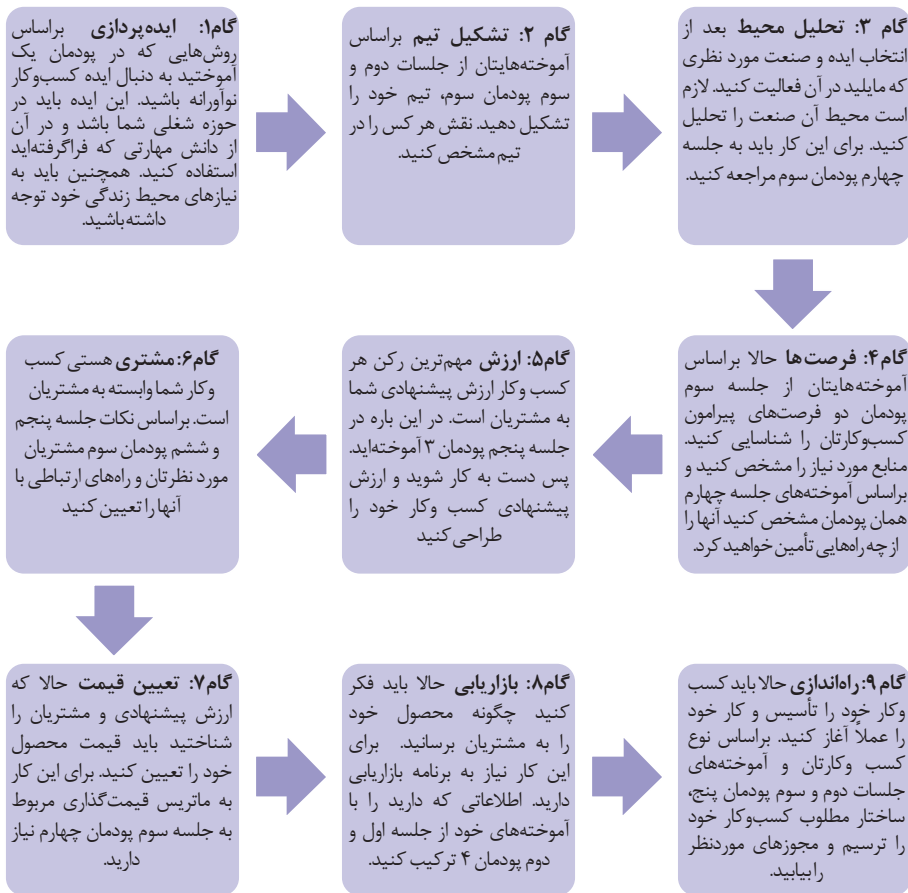 گام۱: ایده‌پردازی براساس
روش‌هایی که در پودمان یک
آموختید به دنبال ایده کسب‌وکار
نوآورانه باشید. این ایده باید در
حوزه شغلی شما باشد و در آن
از دانش مهارتی که فراگرفته‌اید
استفاده کنید. همچنین باید به
نیازهای محیط زندگی خود توجه
داشته‌باشید.
گام ۲: تشکیل تیم براساس
آموخته‌هایتان از جلسات دوم و
سوم پودمان سوم، تیم خود را
تشکیل دهید. نقش هر کس را در
تیم مشخص کنید.
گام ۳: تحلیل محیط بعد از
انتخاب ایده و صنعت مورد نظری
که مایلید در آن فعالیت کنید. لازم
است محیط آن صنعت را تحلیل
کنید. برای این کار باید به جلسه
چهارم پودمان سوم مراجعه کنید.
گام۴: فرصت‌ها حالا براساس
آموخته‌هایتان از جلسه سوم
پودمان دو فرصت‌های پیرامون
کسب‌وکارتان را شناسایی کنید.
منابع مورد نیاز را مشخص کنید و
براساس آموخته‌های جلسه چهارم
همان پودمان مشخص کنید آنها را
از چه راه‌هایی تأمین خواهید کرد.
گام۵: ارزش مهم‌ترین رکن هر
کسب وکار ارزش پیشنهادی شما
به مشتریان است. در این باره در
جلسه پنجم پودمان ۳ آموخته‌اید.
پس دست به کار شوید و ارزش
پیشنهادی کسب وکار خود را
طراحی کنید
گام۶: مشتری هستی کسب
وکار شما وابسته به مشتریان
است. براساس نکات جلسه پنجم
و ششم پودمان سوم مشتریان
مورد نظرتان و راه‌های ارتباطی با
آنها را تعیین کنید
گام۷: تعیین قیمت حالا که
ارزش پیشنهادی و مشتریان را
شناختید باید قیمت محصول
خود را تعیین کنید. برای این کار
به ماتریس قیمت‌گذاری مربوط
به جلسه سوم پودمان چهارم نیاز
دارید.
گام۸: بازاریابی حالا باید فکر
کنید چگونه محصول خود
را به مشتریان برسانید. برای
این کار نیاز به برنامه بازاریابی
دارید. اطلاعاتی که دارید را با
آموخته‌های خود از جلسه اول و
دوم پودمان ۴ ترکیب کنید.
گام ۹: راه‌اندازی حالا باید کسب
وکار خود را تأسیس و کار خود
را عملاً آغاز کنید. براساس نوع
کسب وکارتان و آموخته‌های
جلسات دوم و سوم پودمان پنج،
ساختار مطلوب کسب‌وکار خود
را ترسیم و مجوزهای موردنظر
را بیابید.